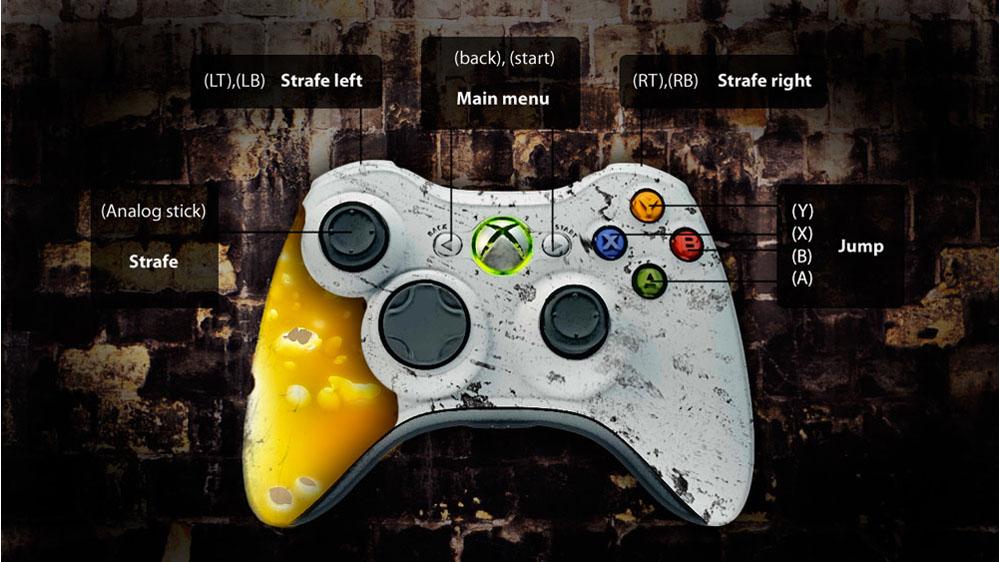 (back), (start)
Main menu
(LT),(LB) Strafe left
(RT),(RB) Strafe right
(Analog stick)
Strafe
BACK
START
Y
X
B
A
(Y)
(X)
(B)
(A)
Jump